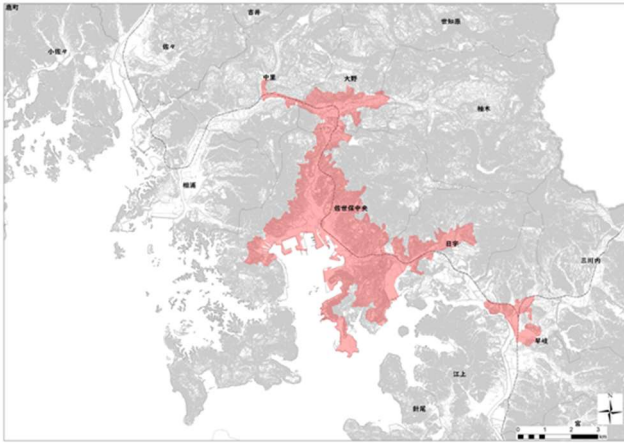 鹿町
吉井
世知原
小佐々
佐々
中里
大野
柚木
相浦
佐世保中央
日宇
三川内
早岐
江上
針尾
宮
N
0 1 2 3
km